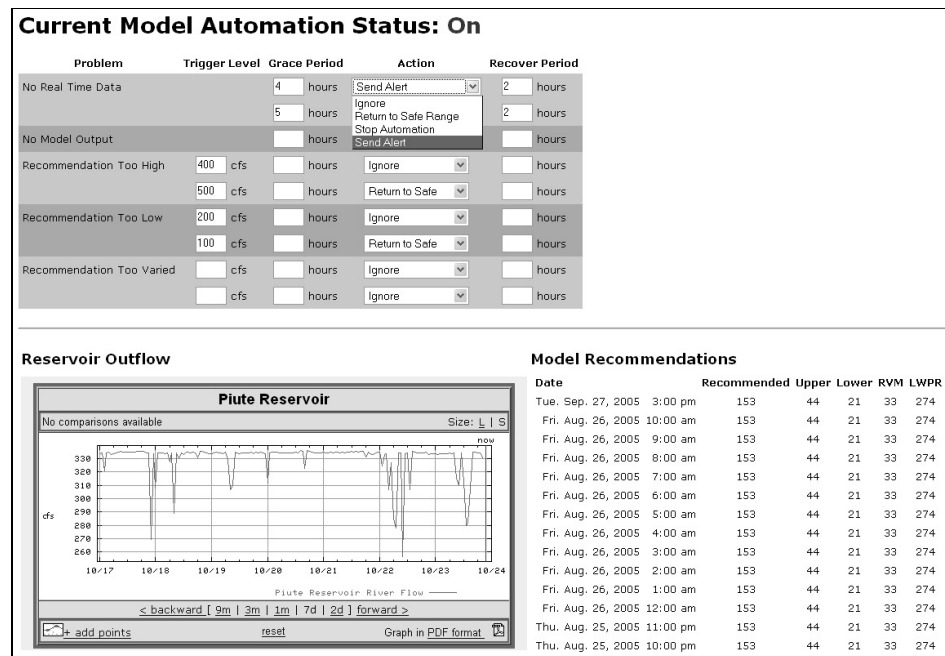 Current Model Automation Status: On
Problem Trigger Level Grace Period Action Recover Period
No Real Time Data 4 hours Send Alert 2 hours
5 hours 2 hours
Ignore
Return to Safe Range
Stop Automation
Send Alert
No Model Output hours hours
Recommendation Too High 400 cfs hours Ignore hours
500 cfs hours Return to Safe hours
Recommendation Too Low 200 cfs hours Ignore hours
100 cfs hours Return to Safe hours
Recommendation Too Varied cfs hours Ignore hours
cfs hours Ignore hours
Reservoir Outflow
Piute Reservoir
No comparisons available Size: L | S
now
330
320
310
300
cfs 290
280
270
260
10/17 10/18 10/19 10/20 10/21 10/22 10/23 10/24
Piute Reservoir River Flow
< backward [ 9m | 3m | 1m | 7d | 2d ] forward >
+ add points reset Graph in PDF format
Model Recommendations
Date Recommended Upper Lower RVM LWPR
Tue. Sep. 27, 2005 3:00 pm 153 44 21 33 274
Fri. Aug. 26, 2005 10:00 am 153 44 21 33 274
Fri. Aug. 26, 2005 9:00 am 153 44 21 33 274
Fri. Aug. 26, 2005 8:00 am 153 44 21 33 274
Fri. Aug. 26, 2005 7:00 am 153 44 21 33 274
Fri. Aug. 26, 2005 6:00 am 153 44 21 33 274
Fri. Aug. 26, 2005 5:00 am 153 44 21 33 274
Fri. Aug. 26, 2005 4:00 am 153 44 21 33 274
Fri. Aug. 26, 2005 3:00 am 153 44 21 33 274
Fri. Aug. 26, 2005 2:00 am 153 44 21 33 274
Fri. Aug. 26, 2005 1:00 am 153 44 21 33 274
Fri. Aug. 26, 2005 12:00 am 153 44 21 33 274
Thu. Aug. 25, 2005 11:00 pm 153 44 21 33 274
Thu. Aug. 25, 2005 10:00 pm 153 44 21 33 274